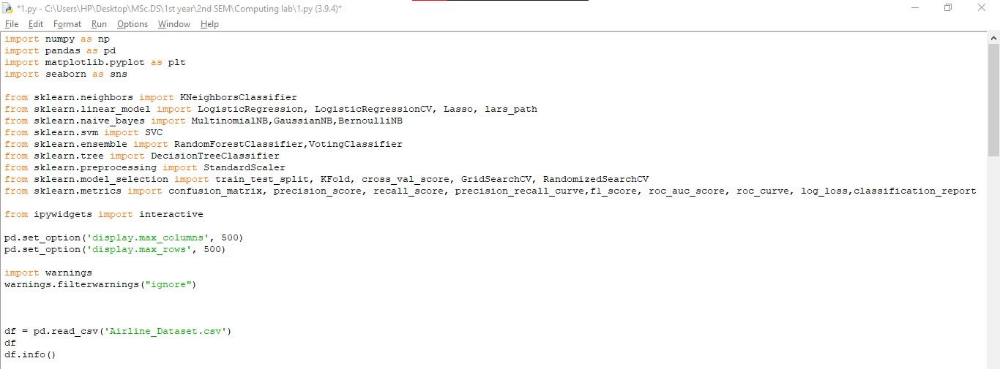 *1.py - C:\Users\HP\Desktop\MSc.DS\1st year\2nd SEM\Computing lab\1.py (3.9.4)*
File Edit Format Run Options Window Help
import numpy as np
import pandas as pd
import matplotlib.pyplot as plt
import seaborn as sns
from sklearn.neighbors import KNeighborsClassifier
from sklearn.linear_model import LogisticRegression, LogisticRegressionCV, Lasso, lars_path
from sklearn.naive_bayes import MultinomialNB,GaussianNB,BernoulliNB
from sklearn.svm import SVC
from sklearn.ensemble import RandomForestClassifier,VotingClassifier
from sklearn.tree import DecisionTreeClassifier
from sklearn.preprocessing import StandardScaler
from sklearn.model_selection import train_test_split, KFold, cross_val_score, GridSearchCV, RandomizedSearchCV
from sklearn.metrics import confusion_matrix, precision_score, recall_score, precision_recall_curve,f1_score, roc_auc_score, roc_curve, log_loss,classification_report
from ipywidgets import interactive
pd.set_option('display.max_columns', 500)
pd.set_option('display.max_rows', 500)
import warnings
warnings.filterwarnings("ignore")
df = pd.read_csv('Airline_Dataset.csv')
df
df.info()